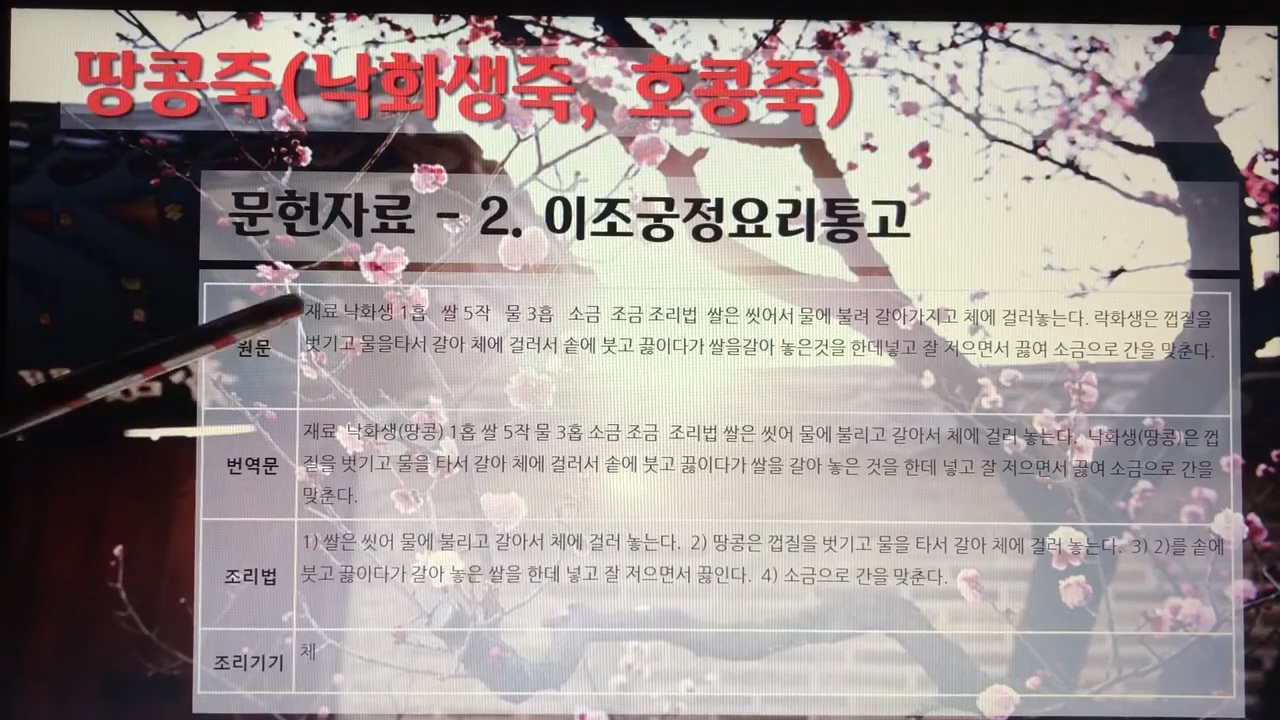 땅콩죽(낙화생죽, 호콩죽)
문헌자료 - 2. 이조궁정요리통고
원문
재료 낙화생 1홉 쌀 5작 물 3홉 소금 조금 조리법 쌀은 씻어서 물에 불려 갈아가지고 체에 걸러놓는다. 락화생은 껍질을
벗기고 물을타서 갈아 체에 걸러서 솥에 붓고 끓이다가 쌀을갈아 놓은것을 한데넣고 잘 저으면서 끓여 소금으로 간을 맞춘다.
번역문
재료 낙화생(땅콩) 1홉 쌀 5작 물 3홉 소금 조금 조리법 쌀은 씻어 물에 불리고 갈아서 체에 걸러 놓는다. 낙화생(땅콩)은 껍
질을 벗기고 물을 타서 갈아 체에 걸러서 솥에 붓고 끓이다가 쌀을 갈아 놓은 것을 한데 넣고 잘 저으면서 끓여 소금으로 간을
맞춘다.
조리법
1) 쌀은 씻어 물에 불리고 갈아서 체에 걸러 놓는다. 2) 땅콩은 껍질을 벗기고 물을 타서 갈아 체에 걸러 놓는다. 3) 2)를 솥에
붓고 끓이다가 갈아 놓은 쌀을 한데 넣고 잘 저으면서 끓인다. 4) 소금으로 간을 맞춘다.
조리기기
체